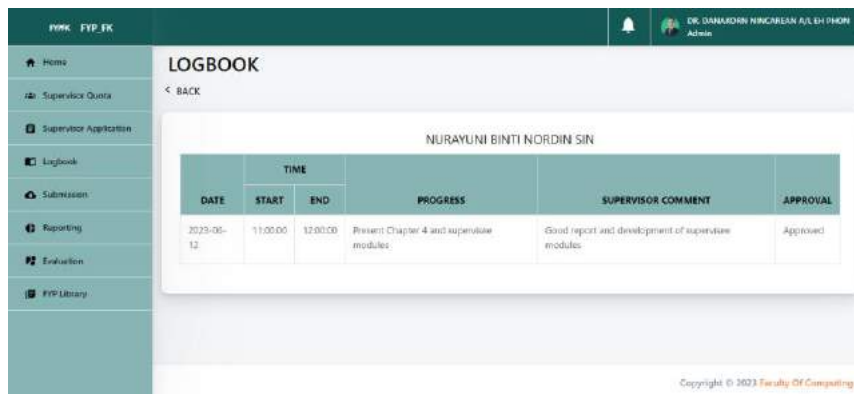 FYP_FK
DR. DANAKORN NINCAREAN A/L EH PHON
Admin
Home
Supervisor Quota
Supervisor Application
Logbook
Submission
Reporting
Evaluation
FYP Library
LOGBOOK
< BACK
NURAYUNI BINTI NORDIN SIN
TIME
DATE START END PROGRESS SUPERVISOR COMMENT APPROVAL
2023-06- 11:00:00 12:00:00 Present Chapter 4 and supervisee Good report and development of supervisee Approved
12 modules modules
Copyright © 2023 Faculty Of Computing